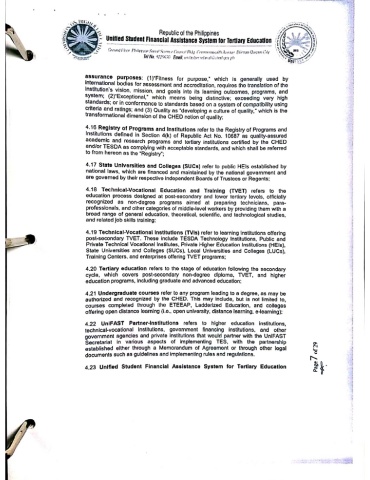 Republic of the Philippines
Unified Student Financial Assistance System for Tertiary Education
assurance purposes: (1)"Fitness for purpose," which is generally used by
international bodies for assessment and accreditation, requires the translation of the
institution's vision, mission, and goals into its learning outcomes, programs, and
system; (2)"Exceptional," which means being distinctive, exceeding very high
standards; or in conformance to standards based on a system of compatibility using
criteria and ratings; and (3) Quality as "developing a culture of quality," which is the
transformational dimension of the CHED notion of quality;
4.16 Registry of Programs and Institutions refer to the Registry of Programs and
Institutions defined in Section 4(k) of Republic Act No. 10687 as quality-assured
academic and research programs and tertiary institutions certified by the CHED
and/or TESDA as complying with acceptable standards, and which shall be referred
to from hereon as the "Registry";
4.17 State Universities and Colleges (SUCs) refer to public HEIs established by
national laws, which are financed and maintained by the national government and
are governed by their respective independent Boards of Trustees or Regents;
4.18 Technical-Vocational Education and Training (TVET) refers to the
education process designed at post-secondary and lower tertiary levels, officially
recognized as non-degree programs aimed at preparing technicians, para-
professionals, and other categories of middle-level workers by providing them with a
broad range of general education, theoretical, scientific, and technological studies,
and related job skills training;
4.19 Technical-Vocational Institutions (TVIs) refer to learning institutions offering
post-secondary TVET. These include TESDA Technology Institutions, Public and
Private Technical Vocational Institutes, Private Higher Education Institutions (HEIs),
State Universities and Colleges (SUCs), Local Universities and Colleges (LUCs),
Training Centers, and enterprises offering TVET programs;
4.20 Tertiary education refers to the stage of education following the secondary
cycle, which covers post-secondary non-degree diploma, TVET, and higher
education programs, including graduate and advanced education;
4.21 Undergraduate courses refer to any program leading to a degree, as may be
authorized and recognized by the CHED. This may include, but is not limited to,
courses completed through the ETEEAP, Ladderized Education, and colleges
offering open distance learning (i.e., open university, distance learning, e-learning);
4.22 UniFAST Partner-Institutions refers to higher education institutions,
technical-vocational institutions, government financing institutions, and other
government agencies and private institutions that would partner with the UniFAST
Secretariat in various aspects of implementing TES, with the partnership
established either through a Memorandum of Agreement or through other legal
documents such as guidelines and implementing rules and regulations.
4.23 Unified Student Financial Assistance System for Tertiary Education
Page 7 of 29